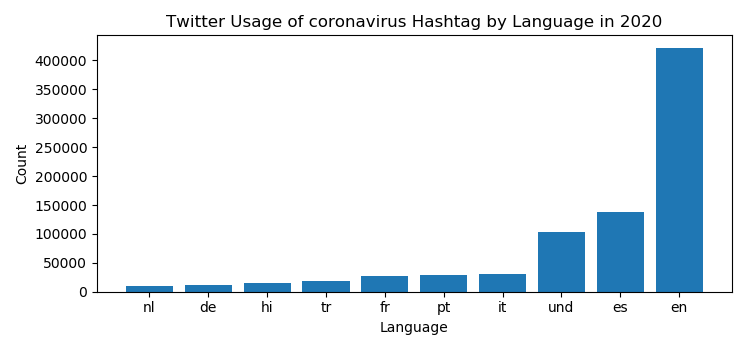 Twitter Usage of coronavirus Hashtag by Language in 2020
400000
350000
300000
250000
200000
150000
100000
50000
0
Count
nl de hi tr fr pt it und es en
Language